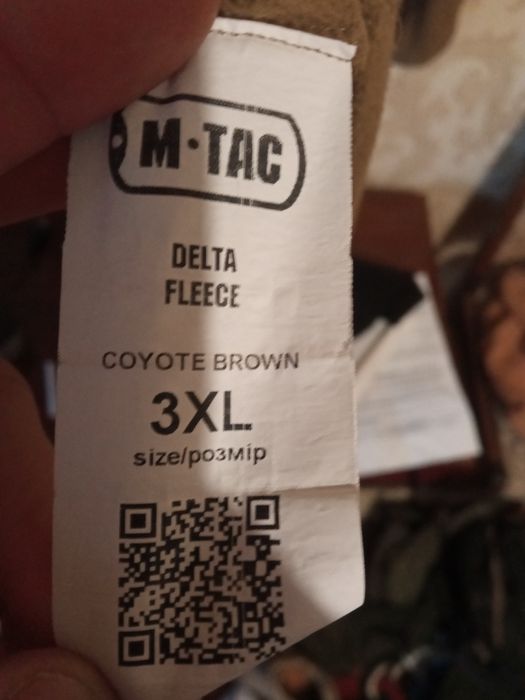 M·TAC
DELTA
FLEECE
COYOTE BROWN
3XL
size/розмір